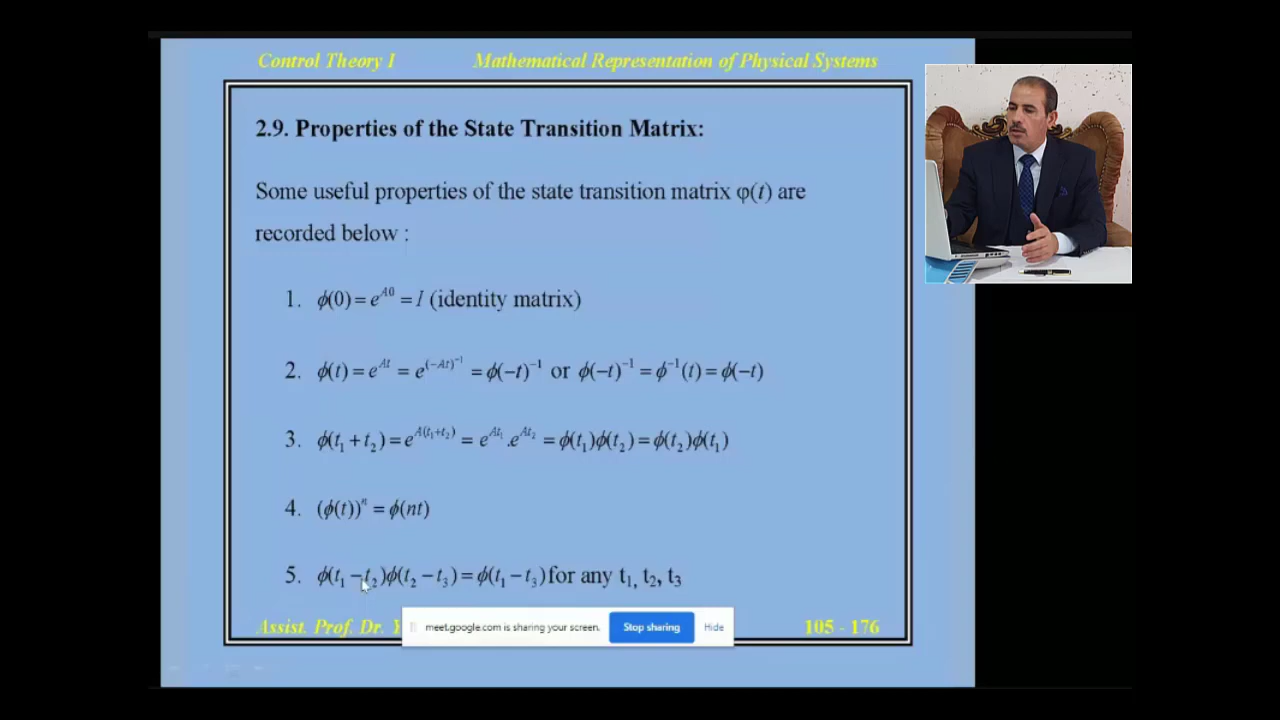 Control Theory I Mathematical Representation of Physical Systems
2.9. Properties of the State Transition Matrix:
Some useful properties of the state transition matrix φ(t) are
recorded below :
1. ϕ(0) = e^{A0} = I (identity matrix)
2. ϕ(t) = e^{At} = e^{(-At)^{-1}} = ϕ(-t)^{-1} or ϕ(-t)^{-1} = ϕ^{-1}(t) = ϕ(-t)
3. ϕ(t₁ + t₂) = e^{A(t₁+t₂)} = e^{At₁} .e^{At₂} = ϕ(t₁)ϕ(t₂) = ϕ(t₂)ϕ(t₁)
4. (ϕ(t))ⁿ = ϕ(nt)
5. ϕ(t₁ − t₂)ϕ(t₂ − t₃) = ϕ(t₁ − t₃) for any t₁, t₂, t₃
Assist. Prof. Dr. 105 - 176
meet.google.com is sharing your screen. Stop sharing Hide